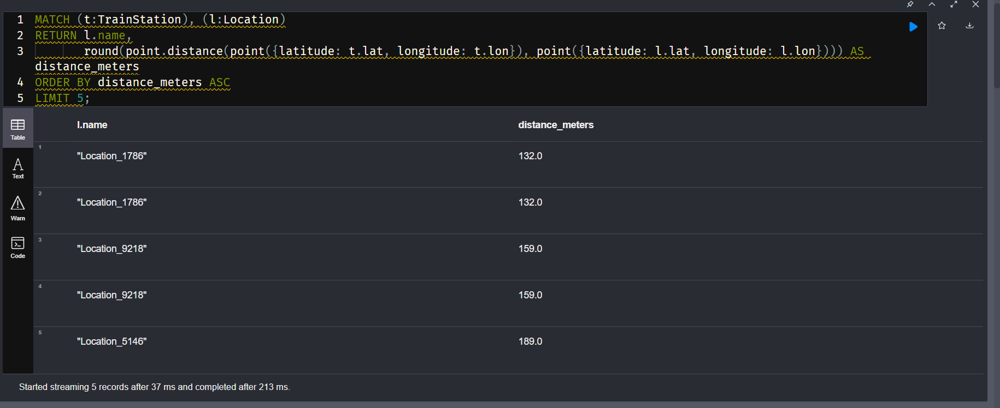 1 MATCH (t:TrainStation), (l:Location)
2 RETURN l.name,
3 round(point.distance(point({latitude: t.lat, longitude: t.lon}), point({latitude: l.lat, longitude: l.lon}))) AS
distance_meters
4 ORDER BY distance_meters ASC
5 LIMIT 5;
Table
Text
Warn
Code
l.name distance_meters
1 "Location_1786" 132.0
2 "Location_1786" 132.0
3 "Location_9218" 159.0
4 "Location_9218" 159.0
5 "Location_5146" 189.0
Started streaming 5 records after 37 ms and completed after 213 ms.